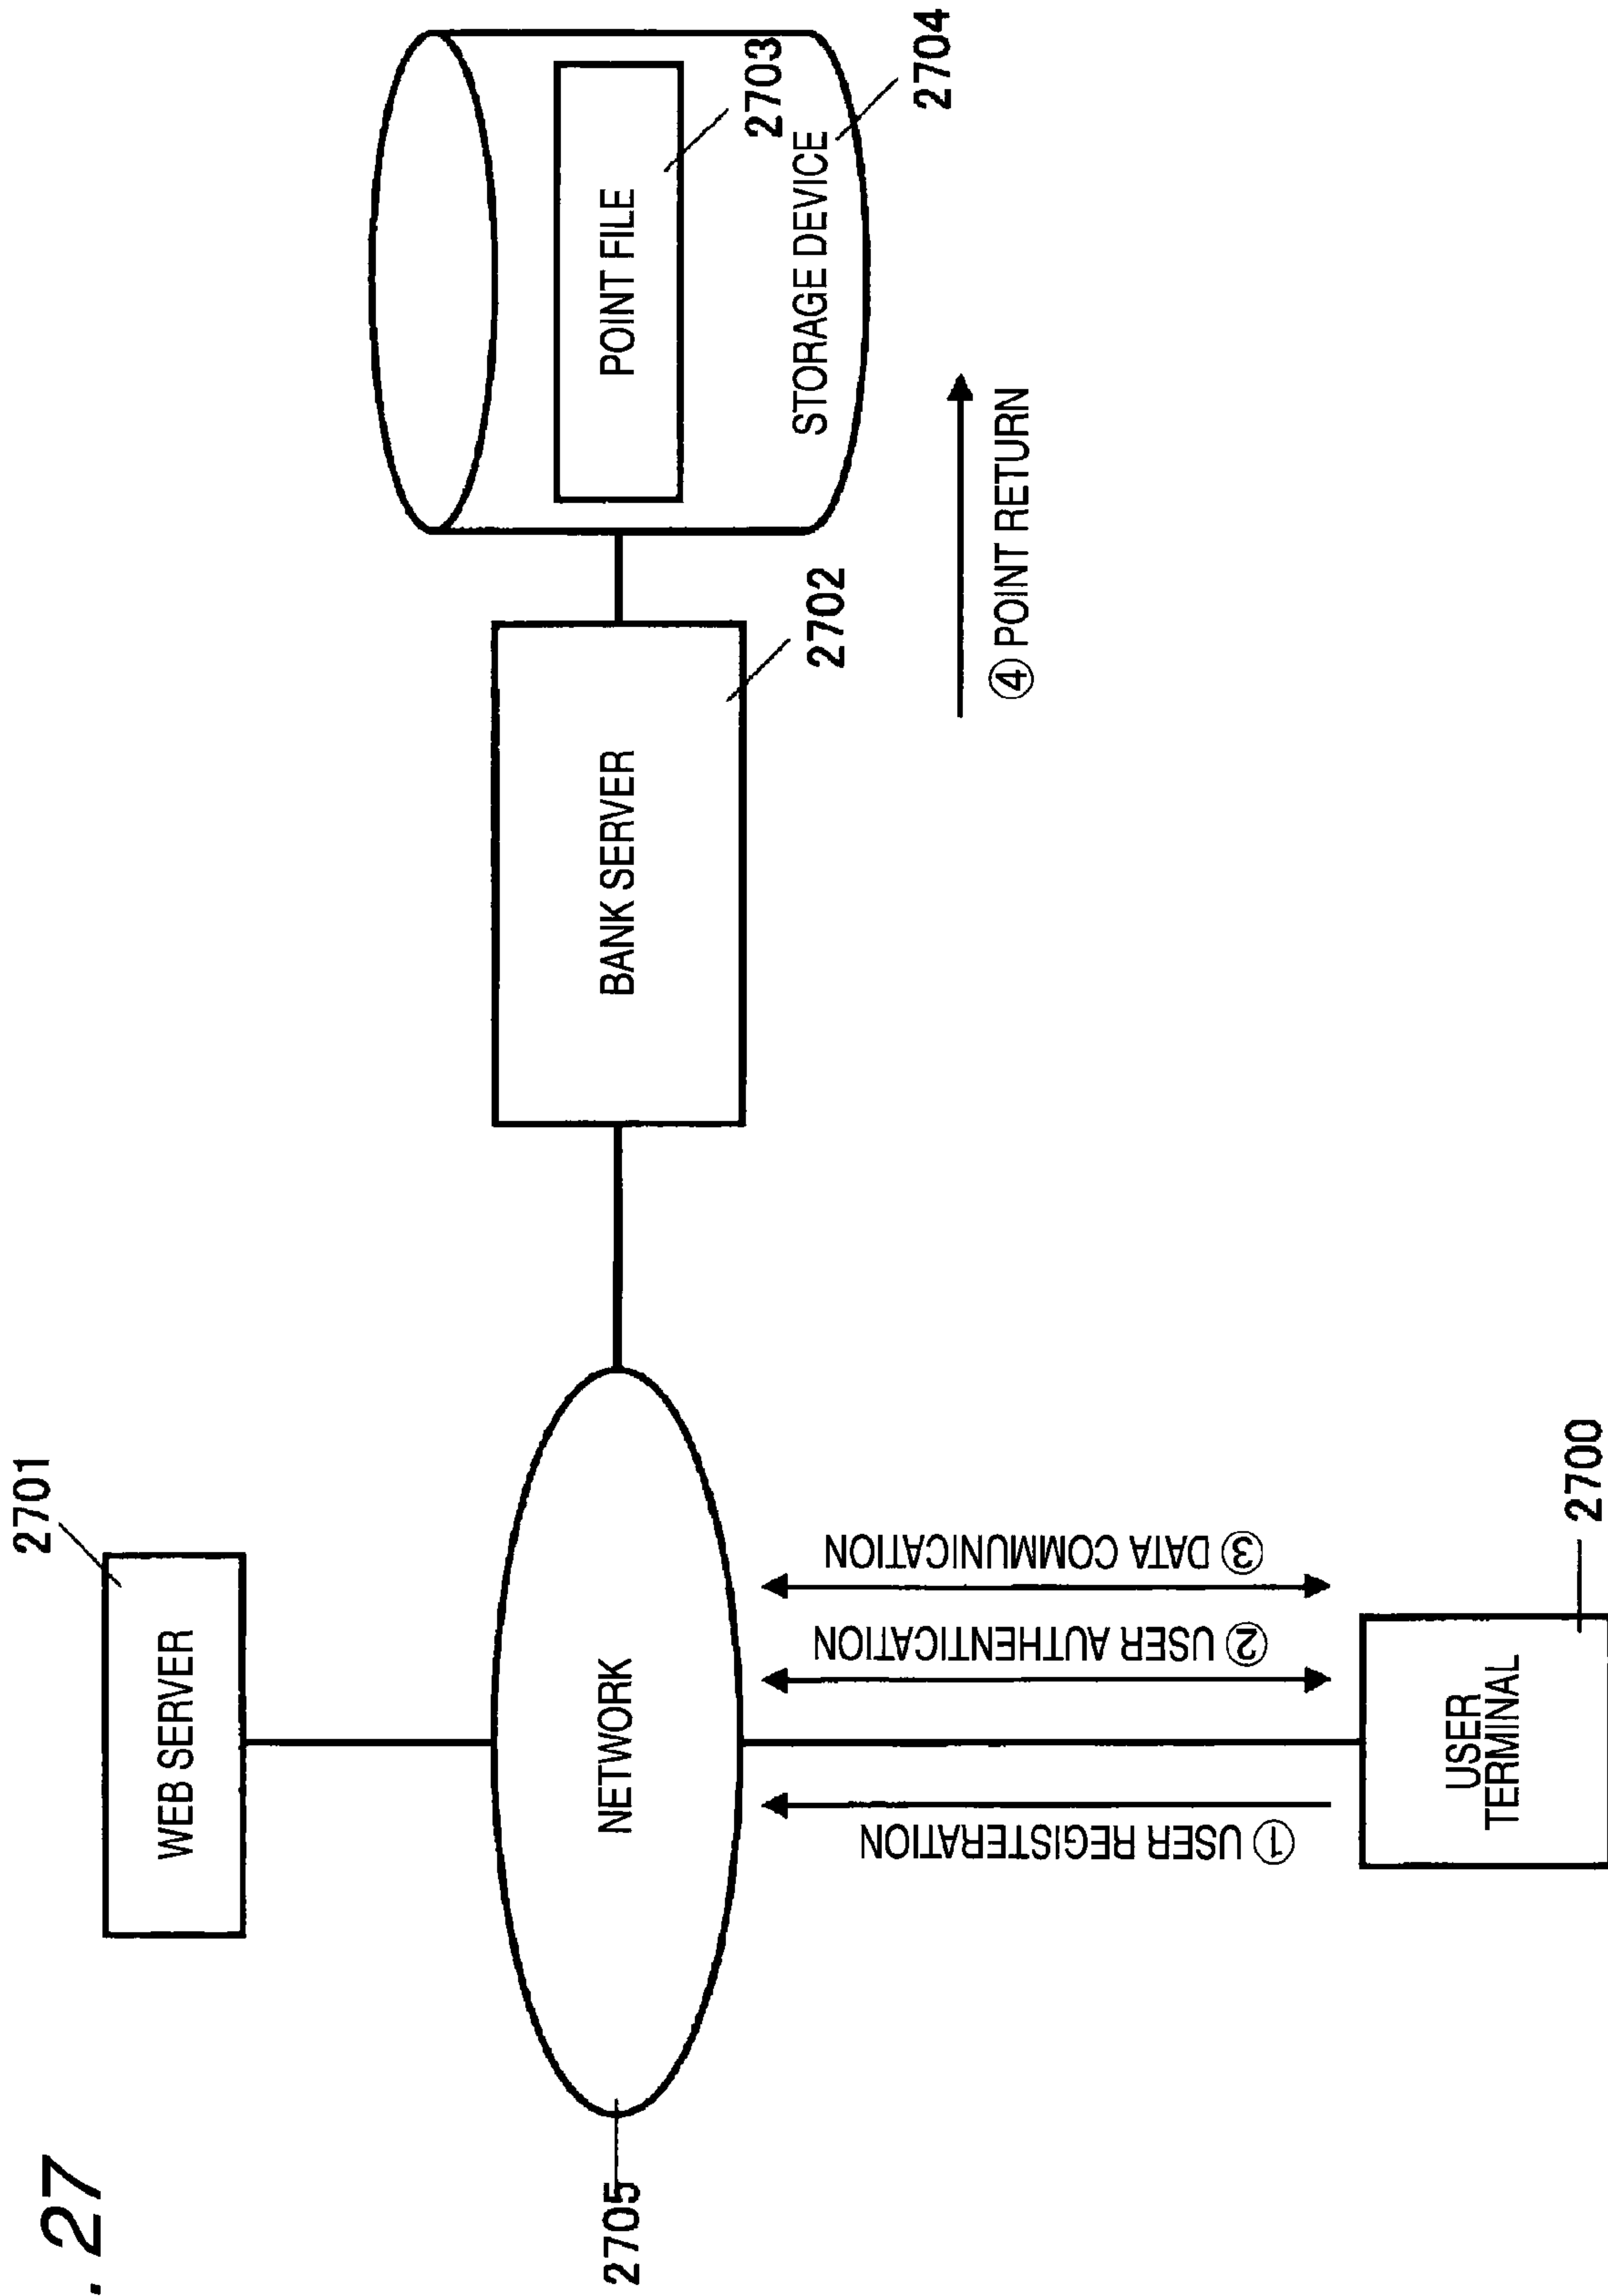 . 27
2701
WEB SERVER
2705
NETWORK
BANK SERVER
2702
POINT FILE
2703
STORAGE DEVICE
2704
④ POINT RETURN
① USER REGISTERATION
② USER AUTHENTICATION
③ DATA COMMUNICATION
USER
TERMINAL
2700